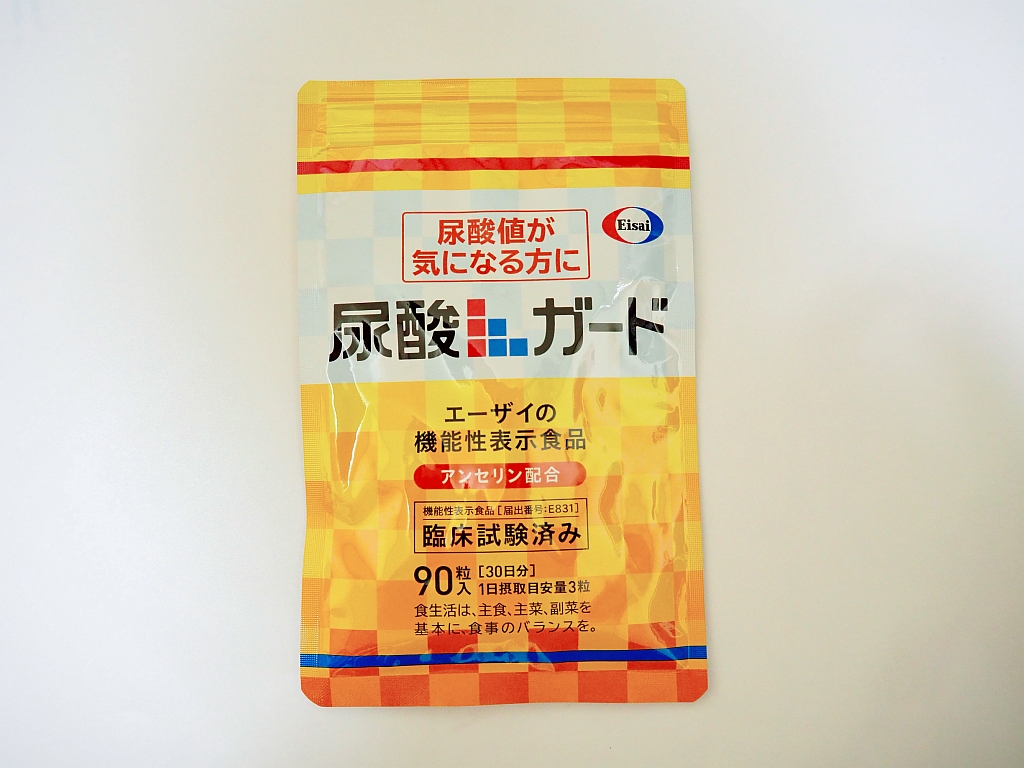 尿酸値が
気になる方に
Eisai
尿酸ガード
エーザイの
機能性表示食品
アンセリン配合
機能性表示食品[届出番号:E831]
臨床試験済み
90粒入
[30日分]
1日摂取目安量3粒
食生活は、主食、主菜、副菜を
基本に、食事のバランスを。